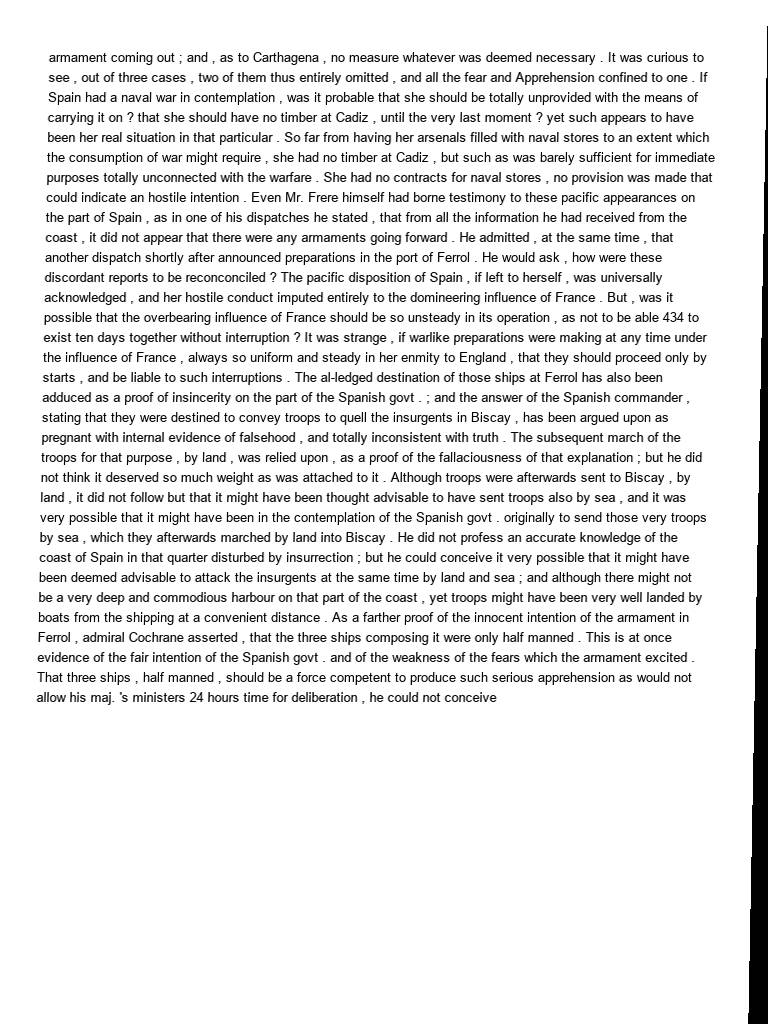 armament coming out ; and , as to Carthagena , no measure whatever was deemed necessary . It was curious to
see , out of three cases , two of them thus entirely omitted , and all the fear and Apprehension confined to one . If
Spain had a naval war in contemplation , was it probable that she should be totally unprovided with the means of
carrying it on ? that she should have no timber at Cadiz , until the very last moment ? yet such appears to have
been her real situation in that particular . So far from having her arsenals filled with naval stores to an extent which
the consumption of war might require , she had no timber at Cadiz , but such as was barely sufficient for immediate
purposes totally unconnected with the warfare . She had no contracts for naval stores , no provision was made that
could indicate an hostile intention . Even Mr. Frere himself had borne testimony to these pacific appearances on
the part of Spain , as in one of his dispatches he stated , that from all the information he had received from the
coast , it did not appear that there were any armaments going forward . He admitted , at the same time , that
another dispatch shortly after announced preparations in the port of Ferrol . He would ask , how were these
discordant reports to be reconconciled ? The pacific disposition of Spain , if left to herself , was universally
acknowledged , and her hostile conduct imputed entirely to the domineering influence of France . But , was it
possible that the overbearing influence of France should be so unsteady in its operation , as not to be able 434 to
exist ten days together without interruption ? It was strange , if warlike preparations were making at any time under
the influence of France , always so uniform and steady in her enmity to England , that they should proceed only by
starts , and be liable to such interruptions . The al-ledged destination of those ships at Ferrol has also been
adduced as a proof of insincerity on the part of the Spanish govt . ; and the answer of the Spanish commander ,
stating that they were destined to convey troops to quell the insurgents in Biscay , has been argued upon as
pregnant with internal evidence of falsehood , and totally inconsistent with truth . The subsequent march of the
troops for that purpose , by land , was relied upon , as a proof of the fallaciousness of that explanation ; but he did
not think it deserved so much weight as was attached to it . Although troops were afterwards sent to Biscay , by
land , it did not follow but that it might have been thought advisable to have sent troops also by sea , and it was
very possible that it might have been in the contemplation of the Spanish govt . originally to send those very troops
by sea , which they afterwards marched by land into Biscay . He did not profess an accurate knowledge of the
coast of Spain in that quarter disturbed by insurrection ; but he could conceive it very possible that it might have
been deemed advisable to attack the insurgents at the same time by land and sea ; and although there might not
be a very deep and commodious harbour on that part of the coast , yet troops might have been very well landed by
boats from the shipping at a convenient distance . As a farther proof of the innocent intention of the armament in
Ferrol , admiral Cochrane asserted , that the three ships composing it were only half manned . This is at once
evidence of the fair intention of the Spanish govt . and of the weakness of the fears which the armament excited .
That three ships , half manned , should be a force competent to produce such serious apprehension as would not
allow his maj. 's ministers 24 hours time for deliberation , he could not conceive